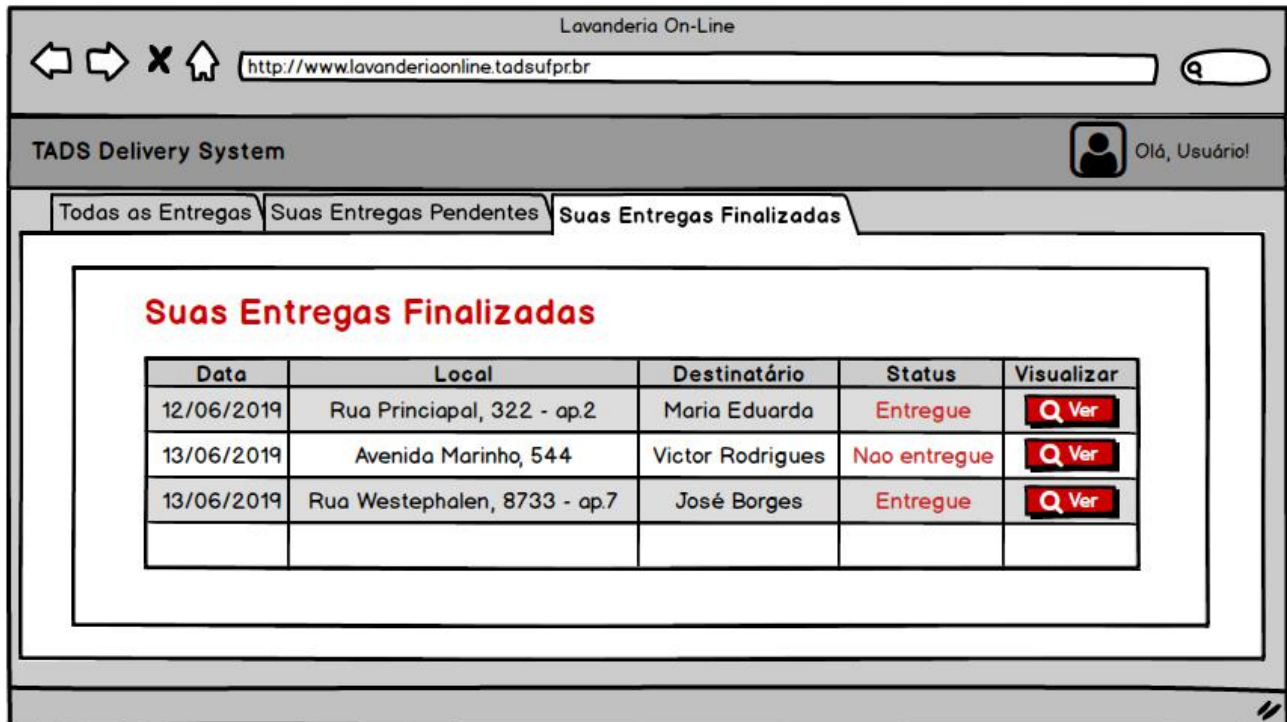 Lavanderia On-Line
http://www.lavanderiaonline.tadsufpr.br
TADS Delivery System
Olá, Usuário!
Todas as Entregas Suas Entregas Pendentes Suas Entregas Finalizadas
Suas Entregas Finalizadas
Data Local Destinatário Status Visualizar
12/06/2019 Rua Princiapal, 322 - ap.2 Maria Eduarda Entregue Ver
13/06/2019 Avenida Marinho, 544 Victor Rodrigues Nao entregue Ver
13/06/2019 Rua Westephalen, 8733 - ap.7 José Borges Entregue Ver